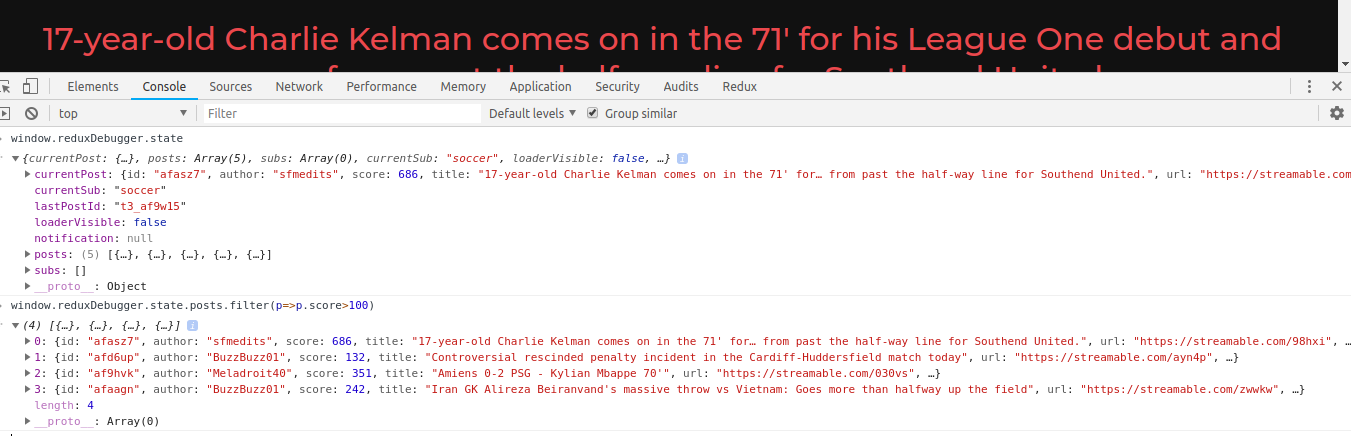 17-year-old Charlie Kelman comes on in the 71' for his League One debut and
Elements Console Sources Network Performance Memory Application Security Audits Redux
top Filter Default levels Group similar
window.reduxDebugger.state
{currentPost: {…}, posts: Array(5), subs: Array(0), currentSub: "soccer", loaderVisible: false, …}
currentPost: {id: "afasz7", author: "sfmedits", score: 686, title: "17-year-old Charlie Kelman comes on in the 71' for… from past the half-way line for Southend United.", url: "https://streamable.com
currentSub: "soccer"
lastPostId: "t3_af9w15"
loaderVisible: false
notification: null
posts: (5) [{…}, {…}, {…}, {…}, {…}]
subs: []
__proto__: Object
window.reduxDebugger.state.posts.filter(p=>p.score>100)
(4) [{…}, {…}, {…}, {…}]
0: {id: "afasz7", author: "sfmedits", score: 686, title: "17-year-old Charlie Kelman comes on in the 71' for… from past the half-way line for Southend United.", url: "https://streamable.com/98hxi", …}
1: {id: "afd6up", author: "BuzzBuzz01", score: 132, title: "Controversial rescinded penalty incident in the Cardiff-Huddersfield match today", url: "https://streamable.com/ayn4p", …}
2: {id: "af9hvk", author: "Meladroit40", score: 351, title: "Amiens 0-2 PSG - Kylian Mbappe 70'", url: "https://streamable.com/030vs", …}
3: {id: "afaagn", author: "BuzzBuzz01", score: 242, title: "Iran GK Alireza Beiranvand's massive throw vs Vietnam: Goes more than halfway up the field", url: "https://streamable.com/zwwkw", …}
length: 4
__proto__: Array(0)